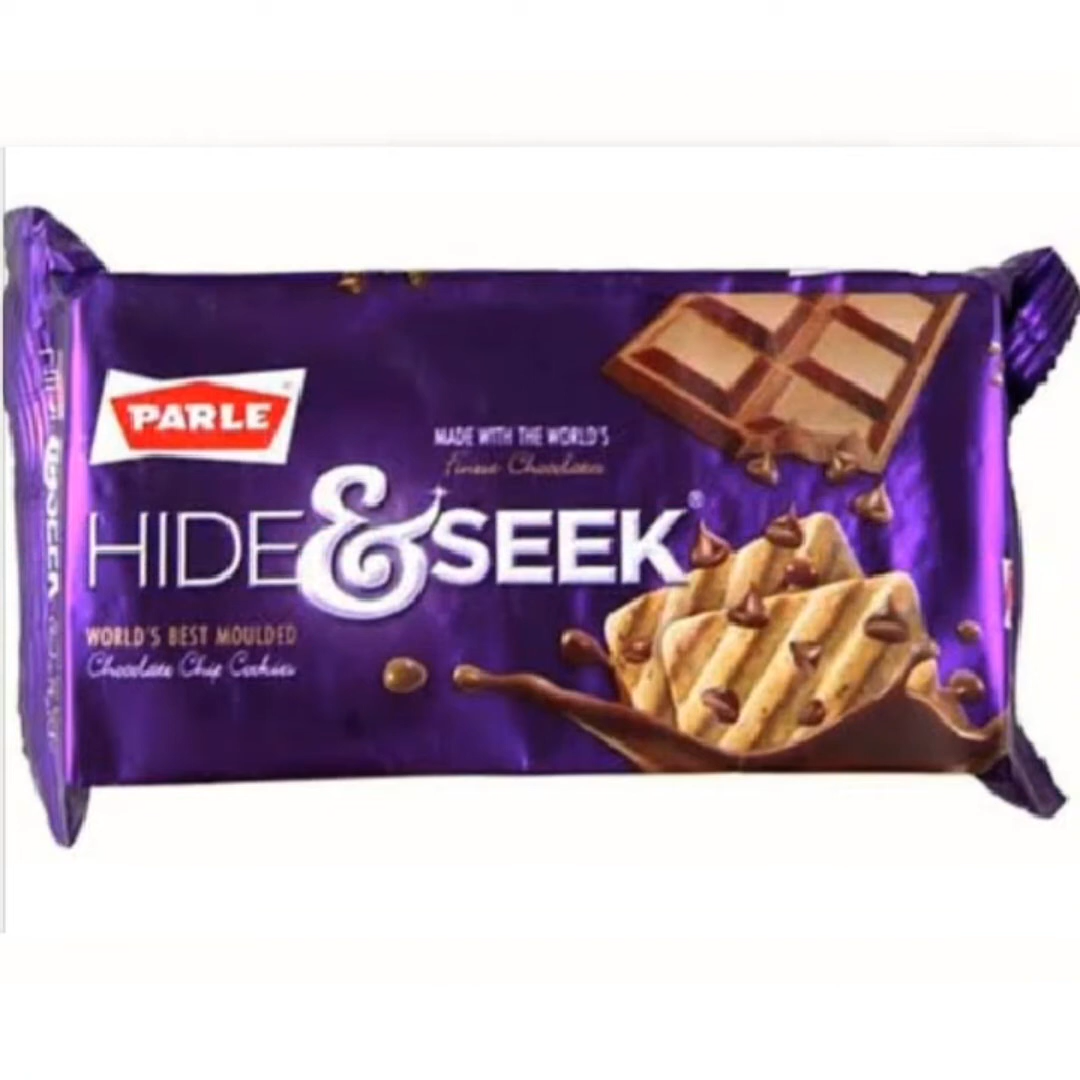 PARLE
MADE WITH THE WORLD'S
Finest Chocolates
HIDE & SEEK
WORLD'S BEST MOULDED
Chocolate Chip Cookies